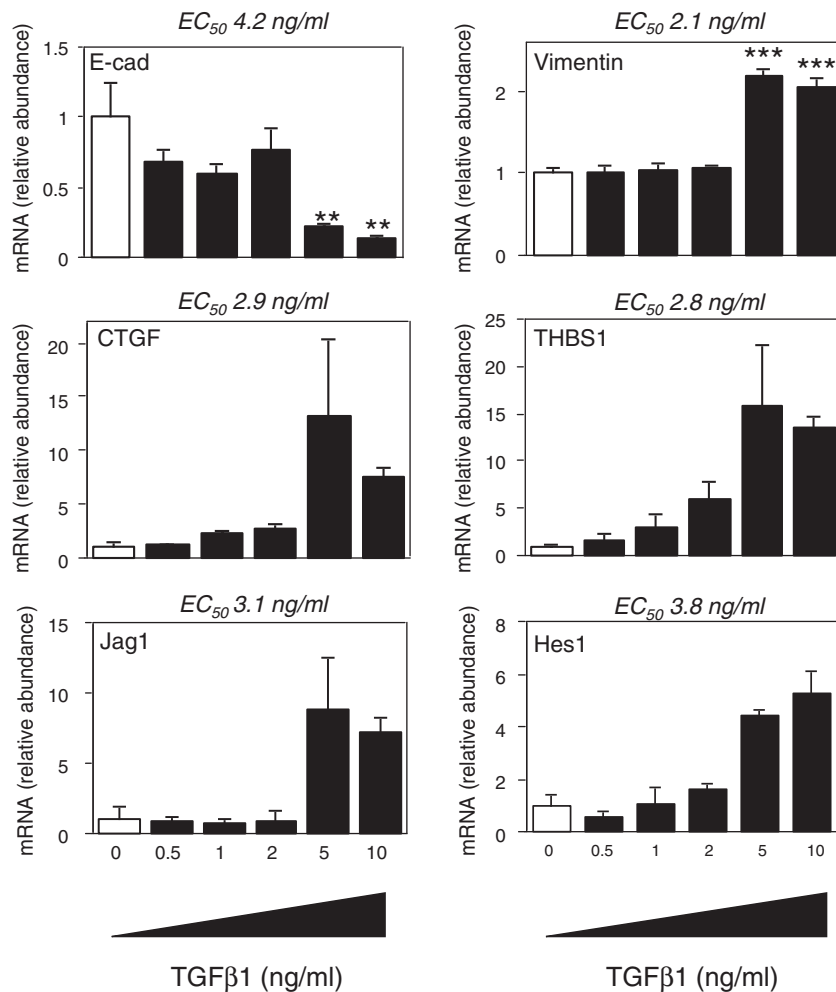 EC50 4.2 ng/ml
E-cad
mRNA (relative abundance)
1.5
1
0.5
0
**
**
EC50 2.1 ng/ml
Vimentin
mRNA (relative abundance)
2
1
0
***
***
EC50 2.9 ng/ml
CTGF
mRNA (relative abundance)
20
15
10
5
0
EC50 2.8 ng/ml
THBS1
mRNA (relative abundance)
25
20
15
10
5
0
EC50 3.1 ng/ml
Jag1
mRNA (relative abundance)
15
10
5
0
0 0.5 1 2 5 10
TGFβ1 (ng/ml)
EC50 3.8 ng/ml
Hes1
mRNA (relative abundance)
8
6
4
2
0
0 0.5 1 2 5 10
TGFβ1 (ng/ml)